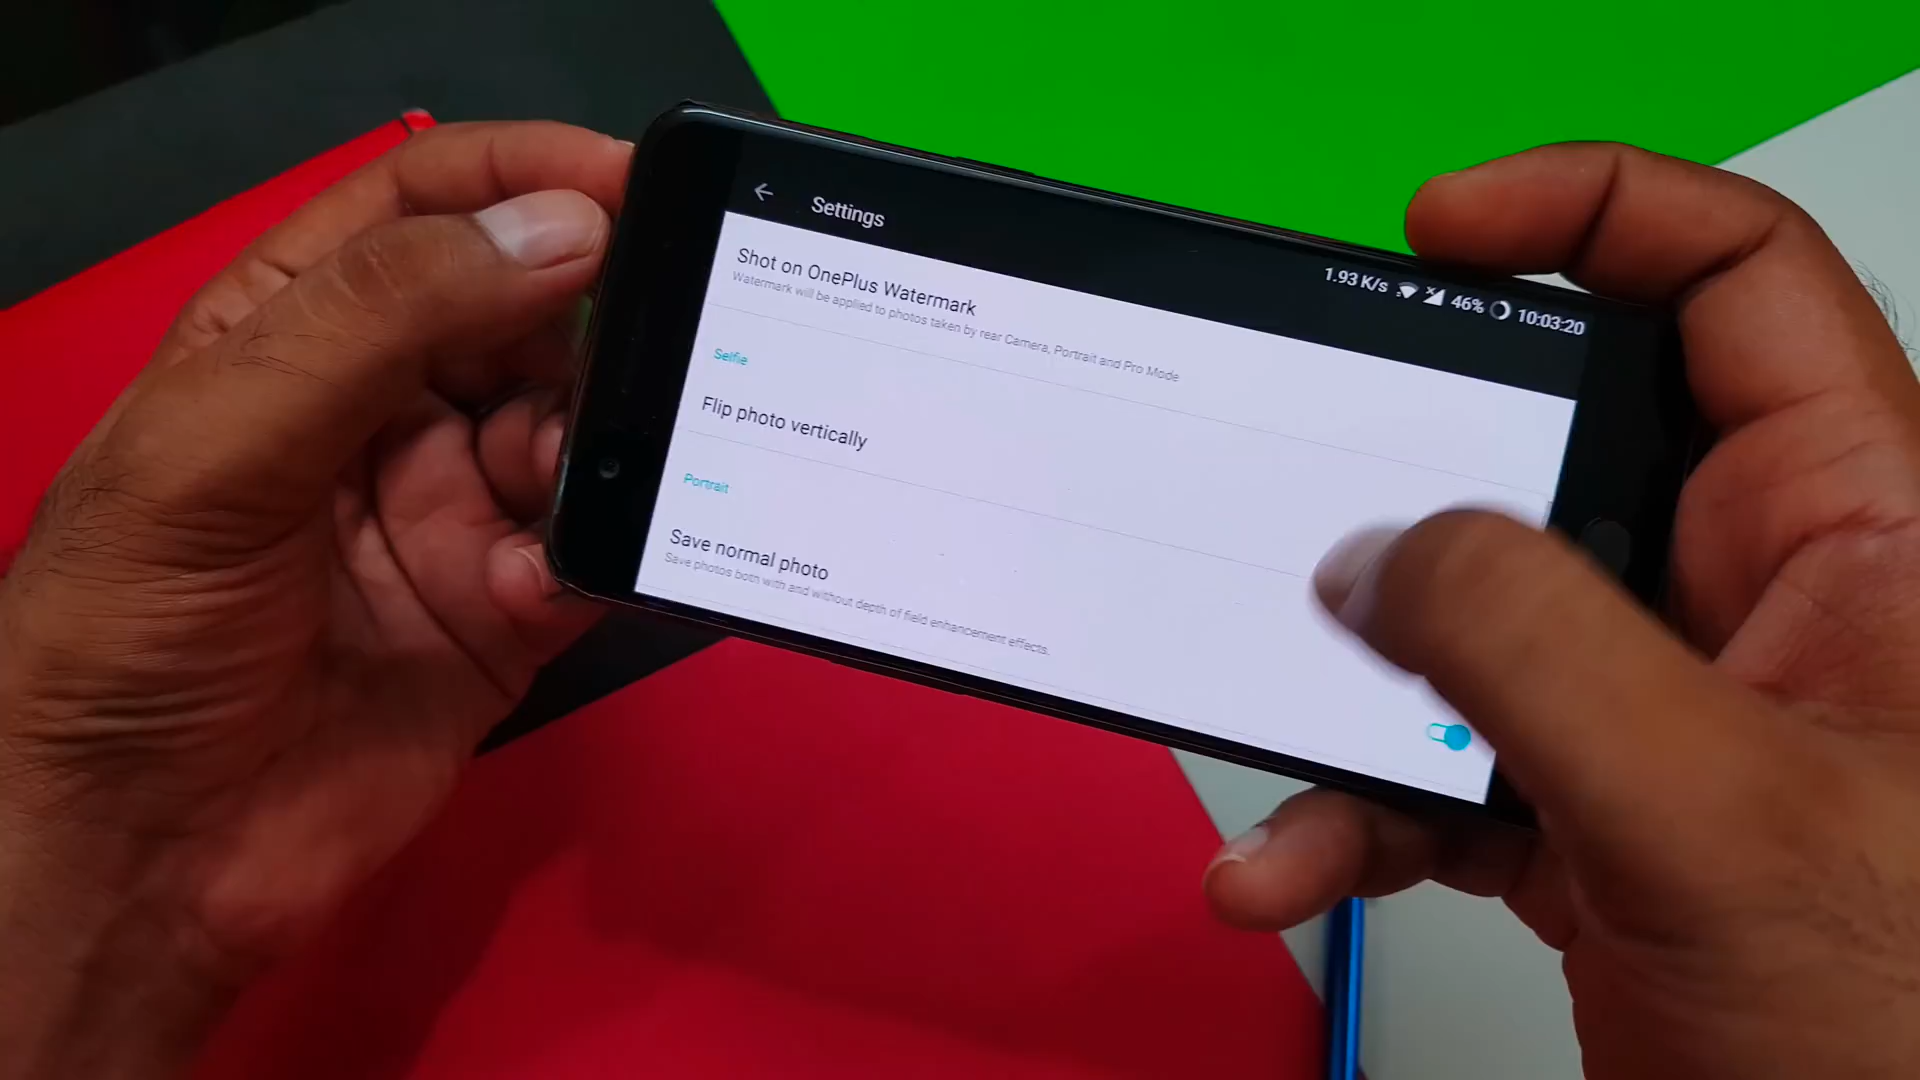 Settings
1.93 K/s 46% 10:03:20
Shot on OnePlus Watermark
Watermark will be applied to photos taken by rear Camera, Portrait and Pro Mode
Selfie
Flip photo vertically
Portrait
Save normal photo
Save photos both with and without depth of field enhancement effects.